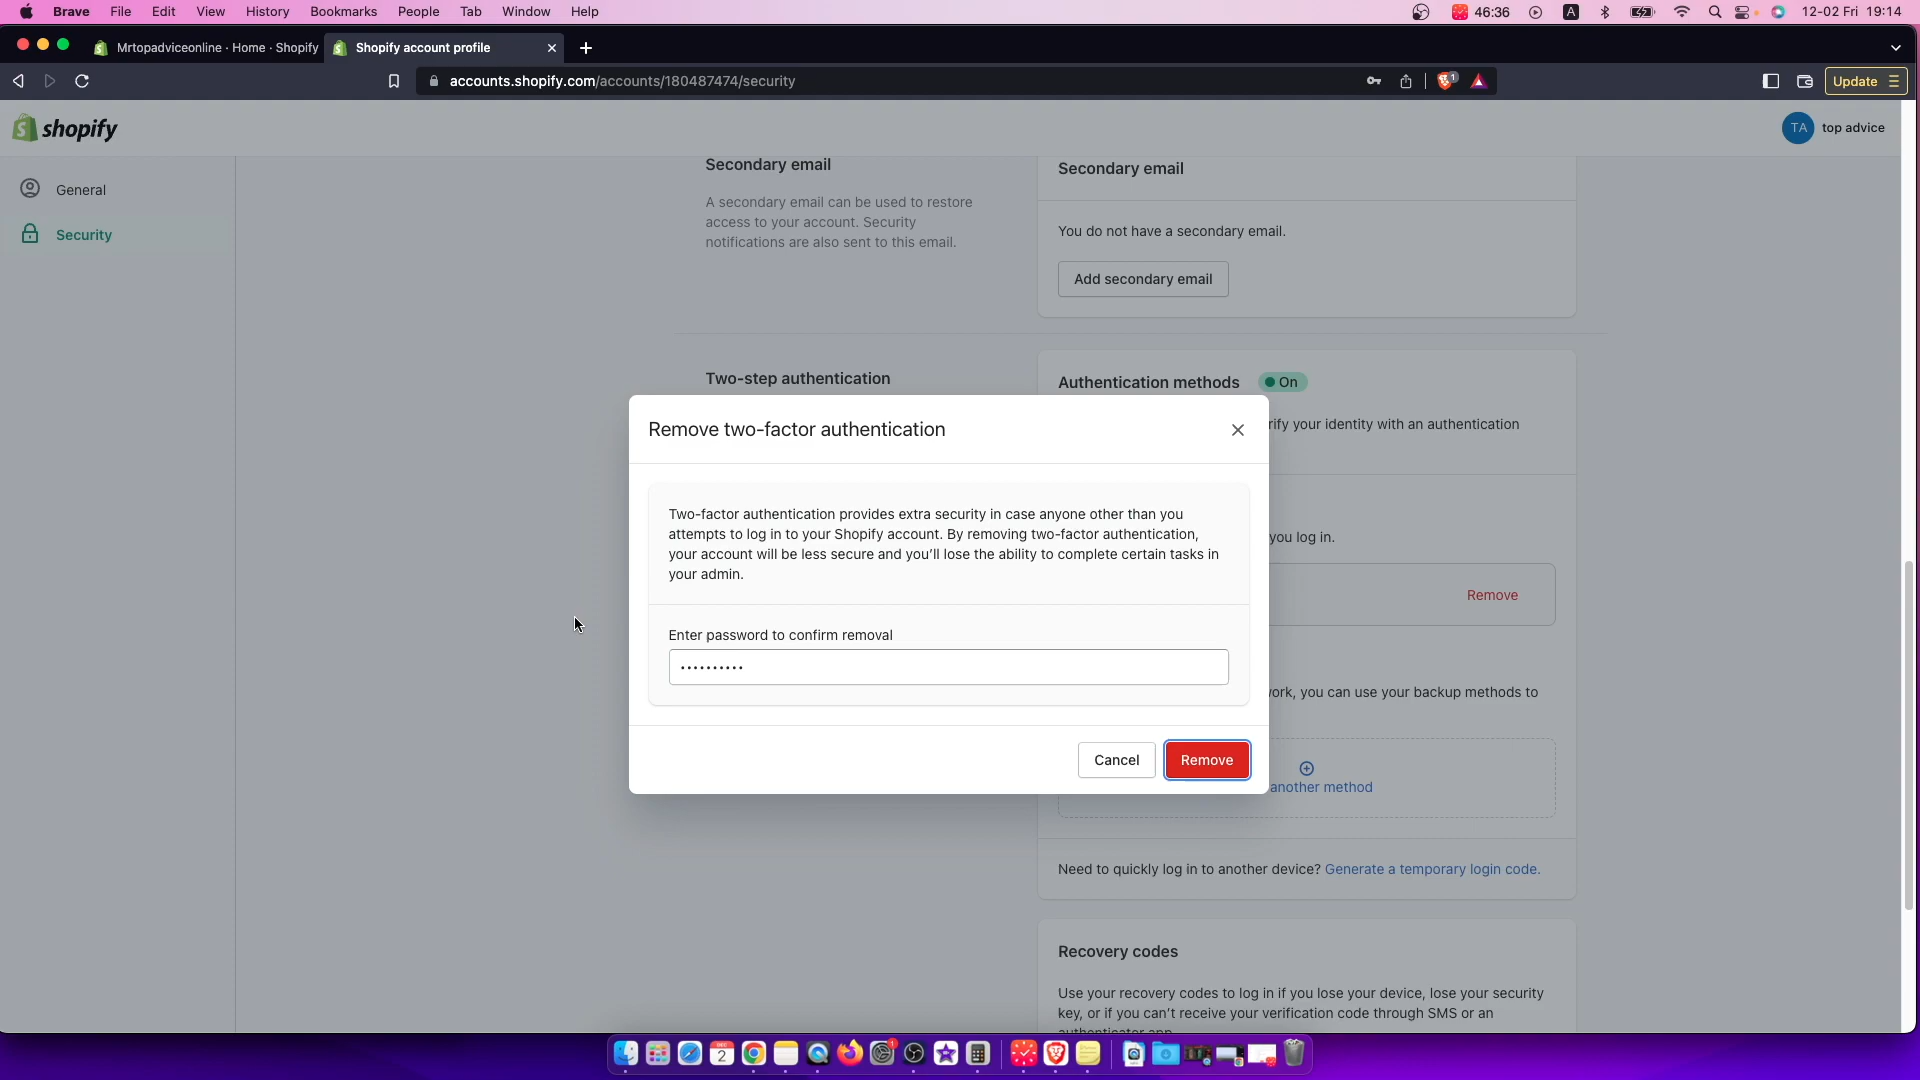 Brave File Edit View History Bookmarks People Tab Window Help 46:36 A 12-02 Fri 19:14
Mrtopadviceonline · Home · Shopify Shopify account profile
accounts.shopify.com/accounts/180487474/security 1 Update
shopify TA top advice
General
Security
Secondary email
A secondary email can be used to restore
access to your account. Security
notifications are also sent to this email.
Secondary email
You do not have a secondary email.
Add secondary email
Two-step authentication
Authentication methods On
rify your identity with an authentication
you log in.
Remove
ork, you can use your backup methods to
another method
Need to quickly log in to another device? Generate a temporary login code.
Recovery codes
Use your recovery codes to log in if you lose your device, lose your security
key, or if you can't receive your verification code through SMS or an
authenticator app
Remove two-factor authentication
Two-factor authentication provides extra security in case anyone other than you
attempts to log in to your Shopify account. By removing two-factor authentication,
your account will be less secure and you'll lose the ability to complete certain tasks in
your admin.
Enter password to confirm removal
••••••••••
Cancel Remove
DEC
2
1